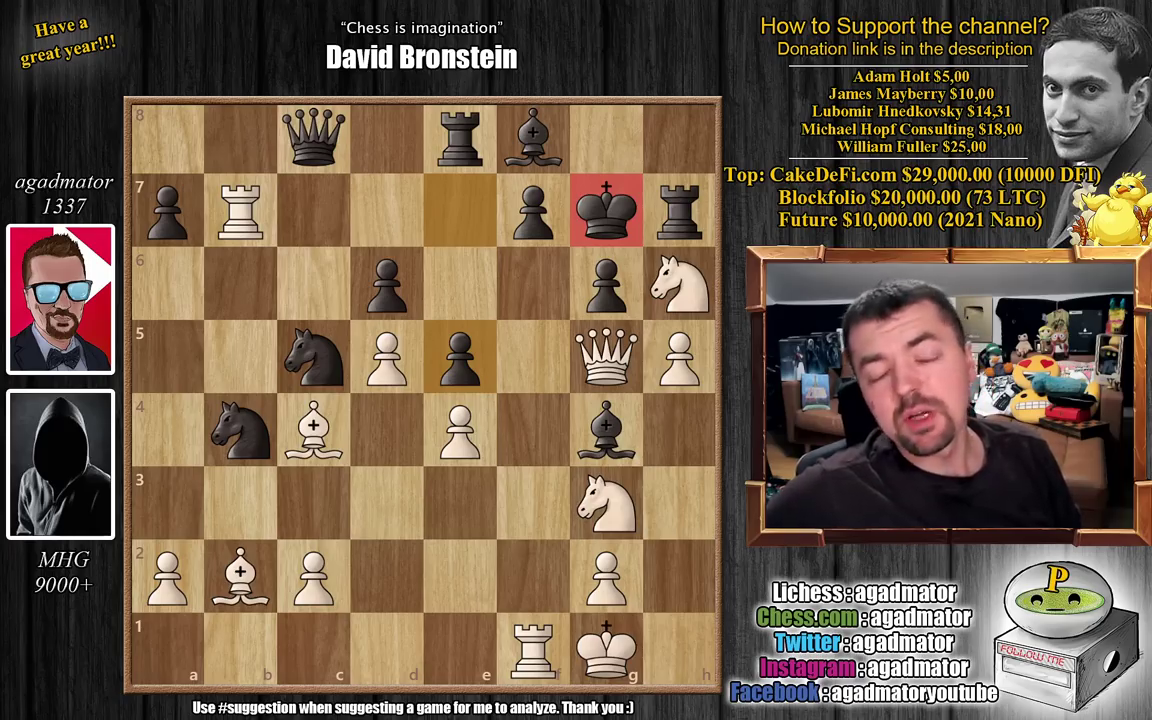 Have a
great year!!!
“Chess is imagination”
David Bronstein
How to Support the channel?
Donation link is in the description
Adam Holt $5,00
James Mayberry $10,00
Lubomir Hnedkovsky $14,31
Michael Hopf Consulting $18,00
William Fuller $25,00
Top: CakeDeFi.com $29,000.00 (10000 DFI)
Blockfolio $20,000.00 (73 LTC)
Future $10,000.00 (2021 Nano)
agadmator
1337
MHG
9000+
8
7
6
5
4
3
2
1
a b c d e f g h
Lichess : agadmator
Chess.com : agadmator
Twitter : agadmator
Instagram : agadmator
Facebook : agadmatoryoutube
P
FOLLOW ME
Use #suggestion when suggesting a game for me to analyze. Thank you :)